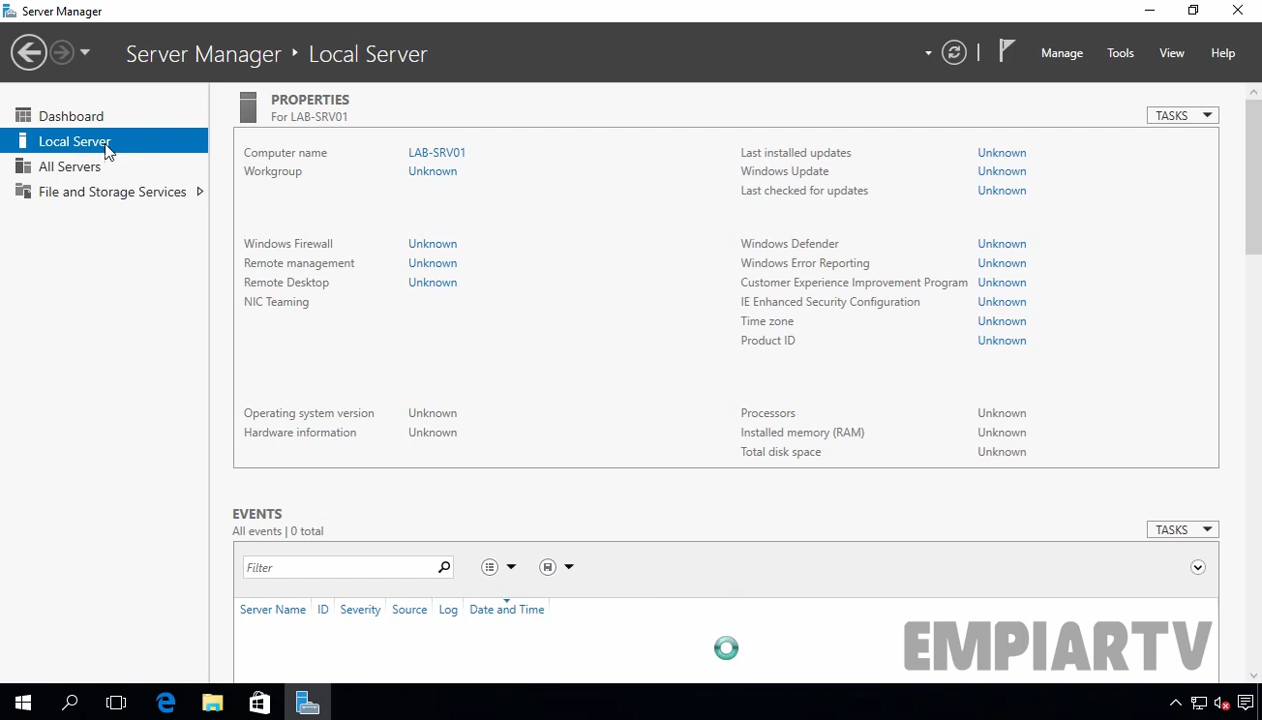 Server Manager
Server Manager ‣ Local Server
Manage Tools View Help
Dashboard
Local Server
All Servers
File and Storage Services
PROPERTIES
For LAB-SRV01
TASKS
Computer name LAB-SRV01 Last installed updates Unknown
Workgroup Unknown Windows Update Unknown
Last checked for updates Unknown
Windows Firewall Unknown Windows Defender Unknown
Remote management Unknown Windows Error Reporting Unknown
Remote Desktop Unknown Customer Experience Improvement Program Unknown
NIC Teaming IE Enhanced Security Configuration Unknown
Time zone Unknown
Product ID Unknown
Operating system version Unknown Processors Unknown
Hardware information Unknown Installed memory (RAM) Unknown
Total disk space Unknown
EVENTS
All events | 0 total
TASKS
Filter
Server Name ID Severity Source Log Date and Time
EMPIARTV